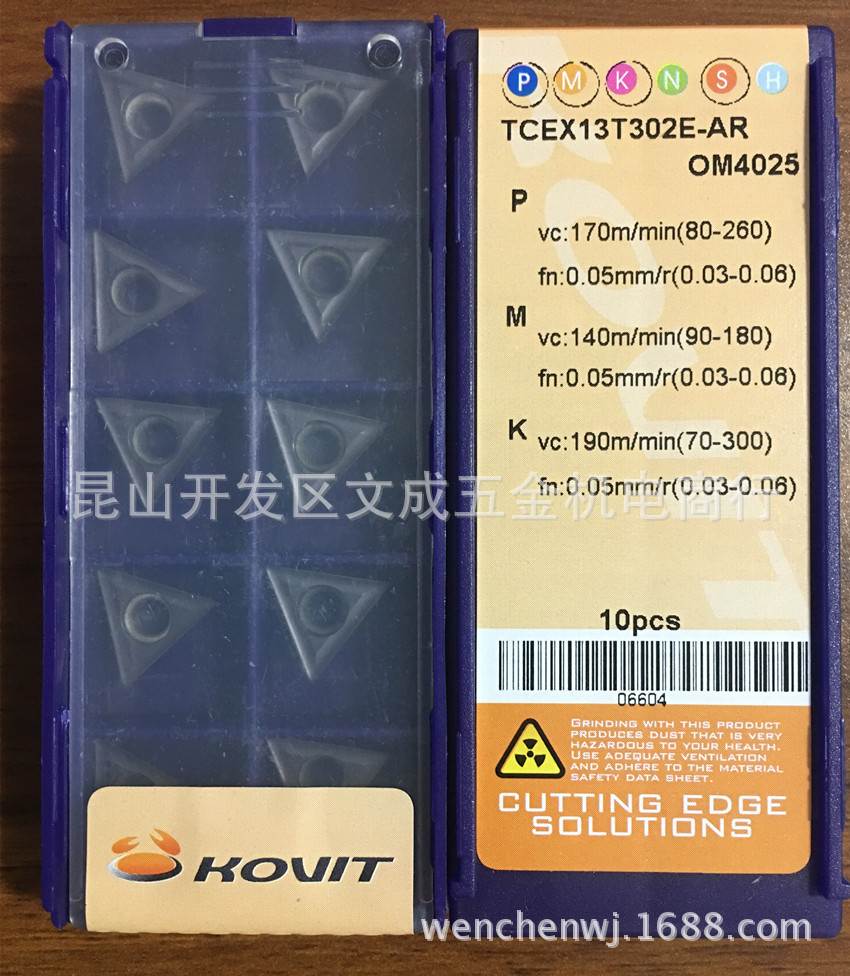 P M K N S H
TCEX13T302E-AR
OM4025
P
vc:170m/min(80-260)
fn:0.05mm/r(0.03-0.06)
M
vc:140m/min(90-180)
fn:0.05mm/r(0.03-0.06)
K
vc:190m/min(70-300)
fn:0.05mm/r(0.03-0.06)
昆山开发区文成五金机电商行
10pcs
06604
GRINDING WITH THIS PRODUCT
PRODUCES DUST THAT IS VERY
HAZARDOUS TO YOUR HEALTH.
USE ADEQUATE VENTILATION
AND ADHERE TO THE MATERIAL
SAFETY DATA SHEET.
CUTTING EDGE
SOLUTIONS
KOVIT
wenchenwj.1688.com